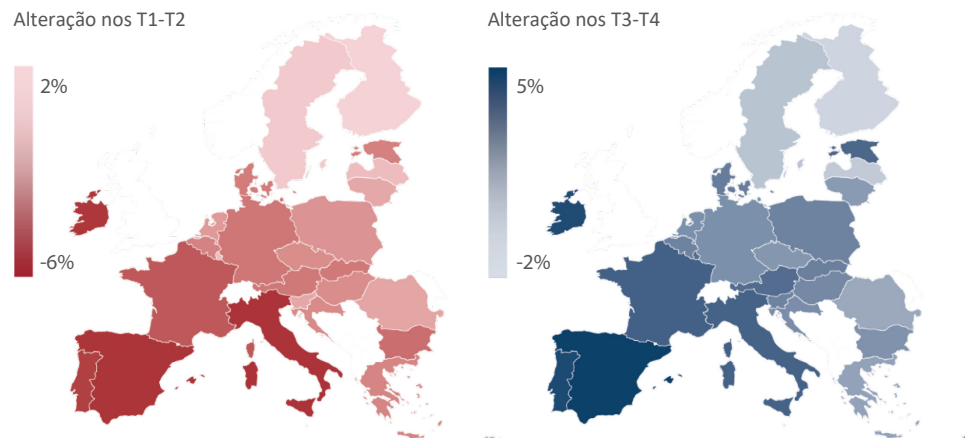 Alteração nos T1-T2
2%
-6%
Alteração nos T3-T4
5%
-2%